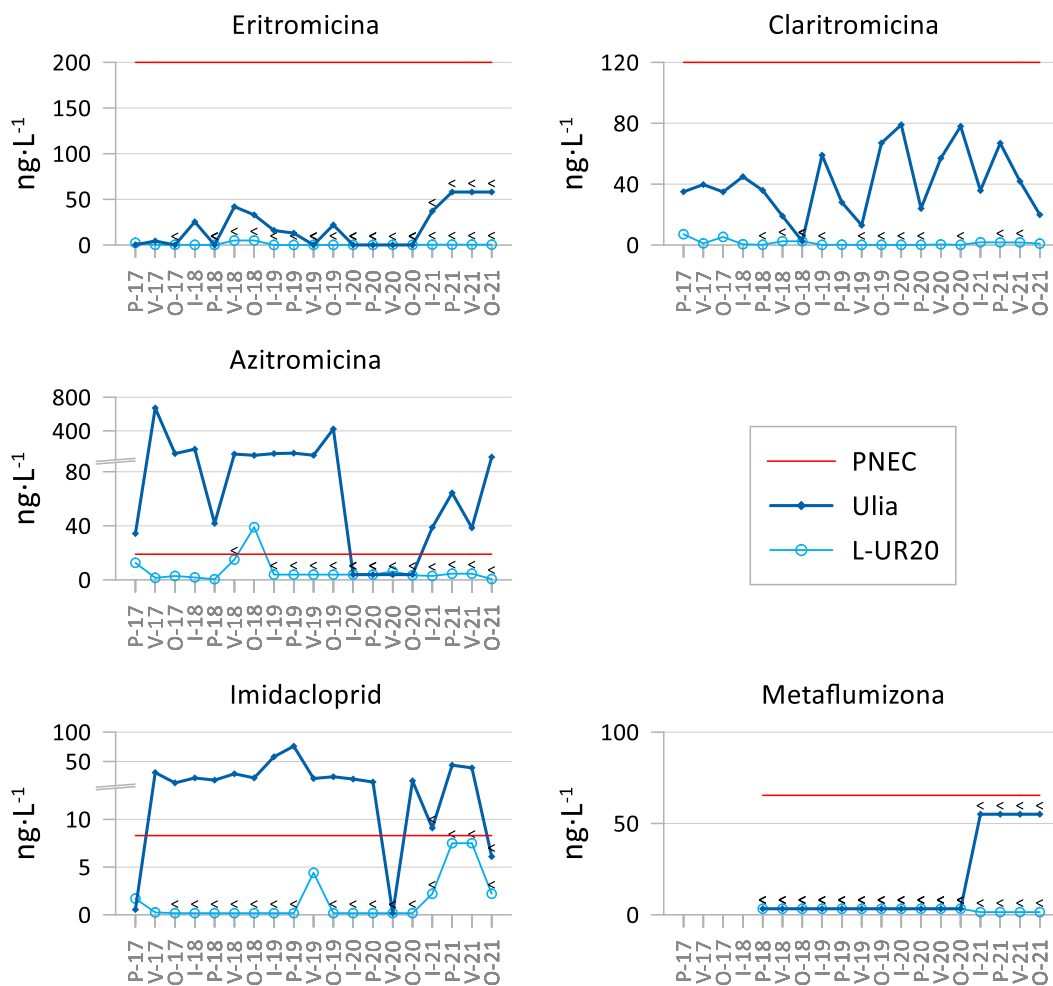 Eritromicina
200
150
100
50
0
ng·L⁻¹
< < < < < < < < < < < < < < < < < < < < <
P-17 V-17 O-17 I-18 P-18 V-18 O-18 I-19 P-19 V-19 O-19 I-20 P-20 V-20 O-20 I-21 P-21 V-21 O-21
Claritromicina
120
80
40
0
ng·L⁻¹
< < < < < < < < < < <
P-17 V-17 O-17 I-18 P-18 V-18 O-18 I-19 P-19 V-19 O-19 I-20 P-20 V-20 O-20 I-21 P-21 V-21 O-21
Azitromicina
800
400
80
40
0
ng·L⁻¹
< < < < < < < < < < < < <
P-17 V-17 O-17 I-18 P-18 V-18 O-18 I-19 P-19 V-19 O-19 I-20 P-20 V-20 O-20 I-21 P-21 V-21 O-21
PNEC
Ulia
L-UR20
Imidacloprid
100
50
10
5
0
ng·L⁻¹
< < < < < < < < < < < < < < < < < <
P-17 V-17 O-17 I-18 P-18 V-18 O-18 I-19 P-19 V-19 O-19 I-20 P-20 V-20 O-20 I-21 P-21 V-21 O-21
Metaflumizona
100
50
0
ng·L⁻¹
< < < < < < < < < < < < < < < < < < <
P-17 V-17 O-17 I-18 P-18 V-18 O-18 I-19 P-19 V-19 O-19 I-20 P-20 V-20 O-20 I-21 P-21 V-21 O-21